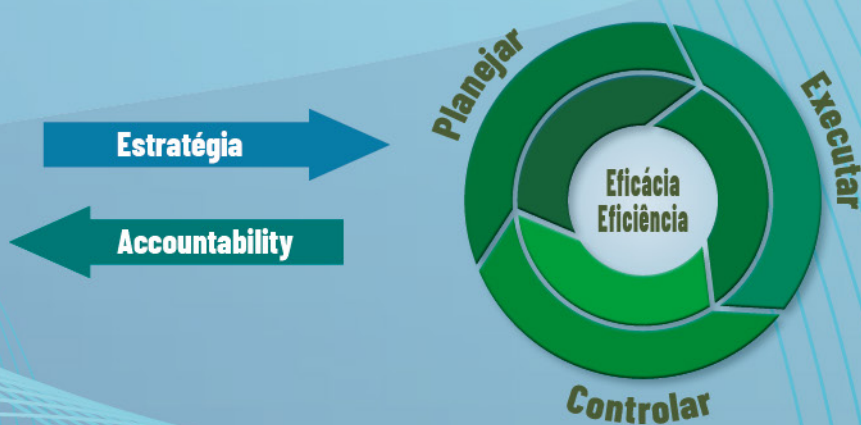 Estratégia
Accountability
Planejar
Executar
Controlar
Eficácia
Eficiência